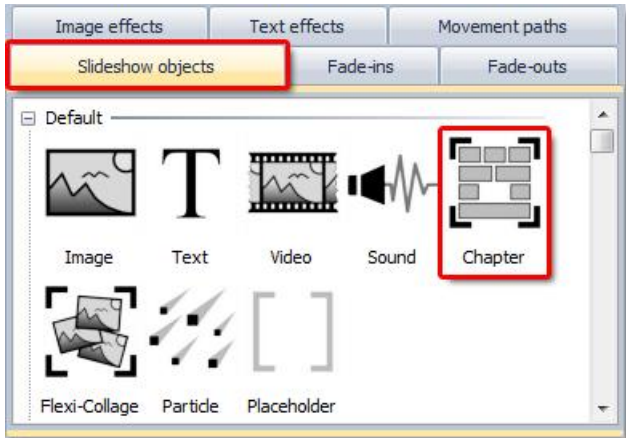 Image effects Text effects Movement paths
Slideshow objects Fade-ins Fade-outs
Default
Image Text Video Sound Chapter
Flexi-Collage Particle Placeholder